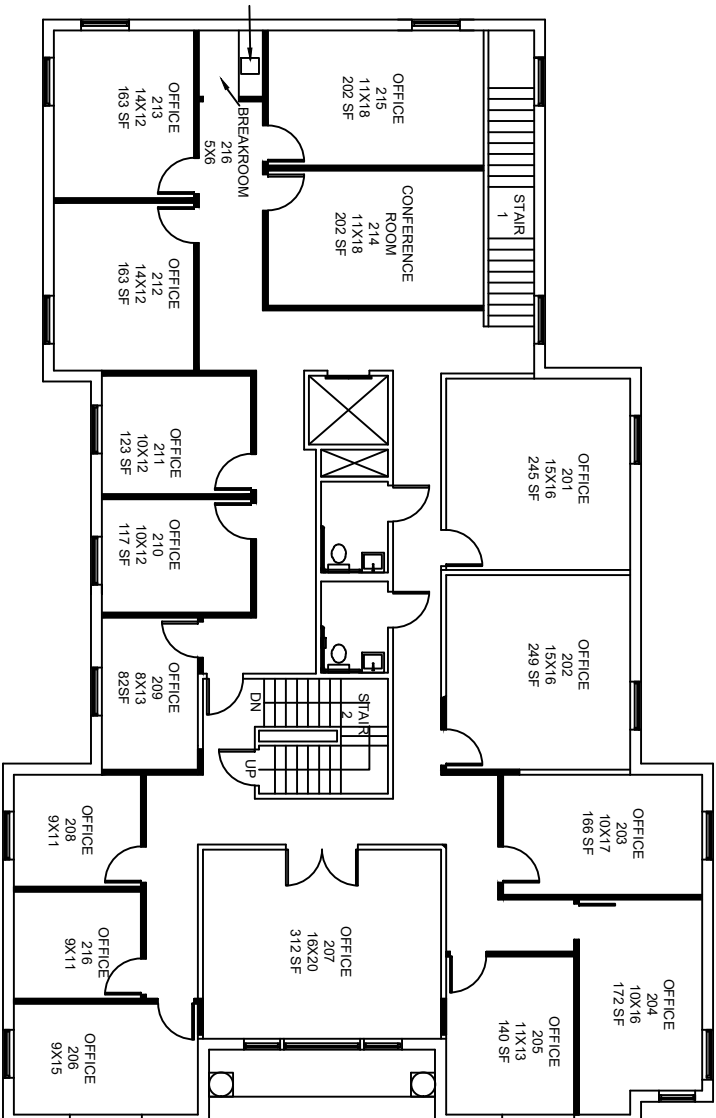 OFFICE
213
14X12
163 SF
BREAKROOM
216
5X6
OFFICE
215
11X18
202 SF
STAIR
1
CONFERENCE
ROOM
214
11X18
202 SF
OFFICE
212
14X12
163 SF
OFFICE
211
10X12
123 SF
OFFICE
201
15X16
245 SF
OFFICE
210
10X12
117 SF
OFFICE
202
15X16
249 SF
OFFICE
209
8X13
82SF
DN
STAIR
2
UP
OFFICE
208
9X11
OFFICE
203
10X17
166 SF
OFFICE
216
9X11
OFFICE
207
16X20
312 SF
OFFICE
204
10X16
172 SF
OFFICE
206
9X15
OFFICE
205
11X13
140 SF